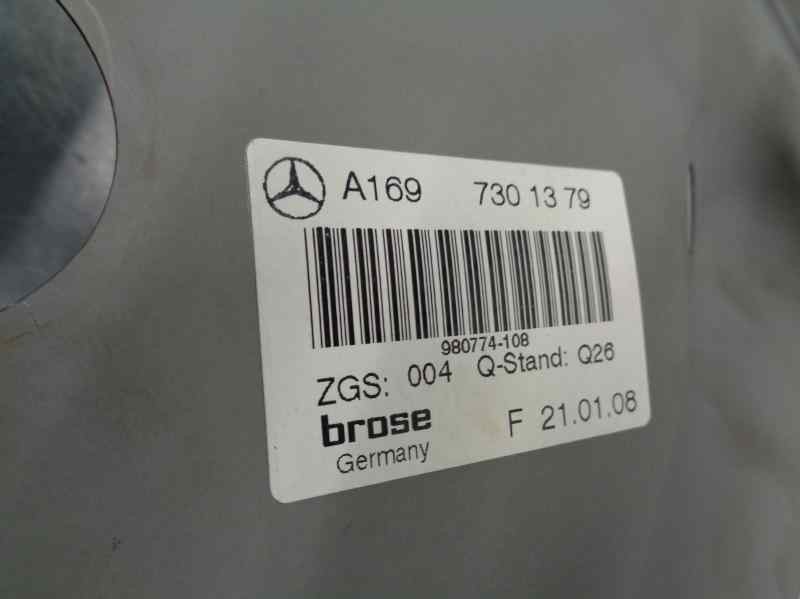 A169 730 13 79
980774-108
ZGS: 004 Q-Stand: Q26
brose F 21.01.08
Germany